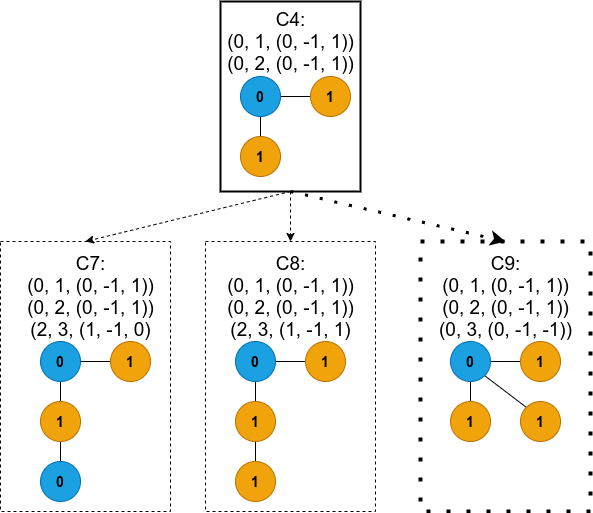 C4:
(0, 1, (0, -1, 1))
(0, 2, (0, -1, 1))
0 1
1
C7:
(0, 1, (0, -1, 1))
(0, 2, (0, -1, 1))
(2, 3, (1, -1, 0)
0 1
1
0
C8:
(0, 1, (0, -1, 1))
(0, 2, (0, -1, 1))
(2, 3, (1, -1, 1)
0 1
1
1
C9:
(0, 1, (0, -1, 1))
(0, 2, (0, -1, 1))
(0, 3, (0, -1, -1))
0 1
1 1